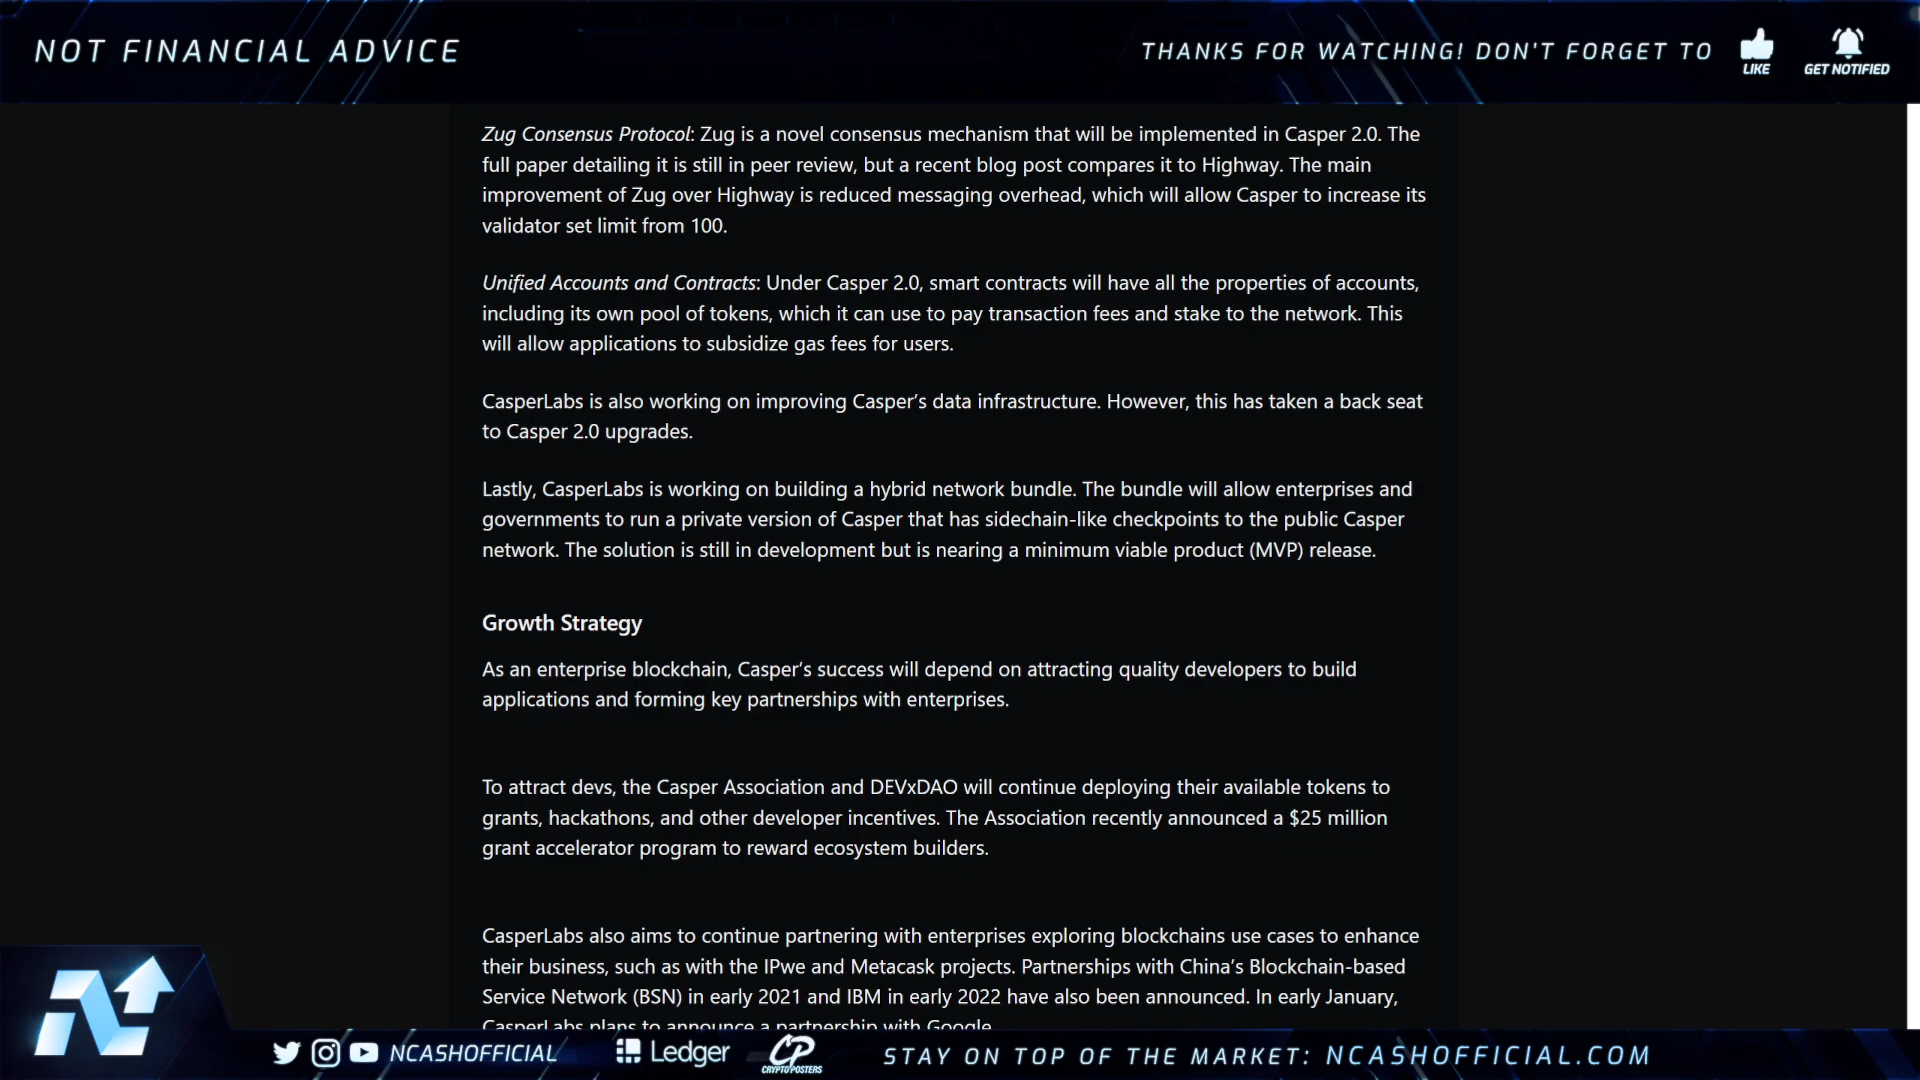 NOT FINANCIAL ADVICE
THANKS FOR WATCHING! DON'T FORGET TO
LIKE
GET NOTIFIED
Zug Consensus Protocol: Zug is a novel consensus mechanism that will be implemented in Casper 2.0. The
full paper detailing it is still in peer review, but a recent blog post compares it to Highway. The main
improvement of Zug over Highway is reduced messaging overhead, which will allow Casper to increase its
validator set limit from 100.
Unified Accounts and Contracts: Under Casper 2.0, smart contracts will have all the properties of accounts,
including its own pool of tokens, which it can use to pay transaction fees and stake to the network. This
will allow applications to subsidize gas fees for users.
CasperLabs is also working on improving Casper’s data infrastructure. However, this has taken a back seat
to Casper 2.0 upgrades.
Lastly, CasperLabs is working on building a hybrid network bundle. The bundle will allow enterprises and
governments to run a private version of Casper that has sidechain-like checkpoints to the public Casper
network. The solution is still in development but is nearing a minimum viable product (MVP) release.
Growth Strategy
As an enterprise blockchain, Casper’s success will depend on attracting quality developers to build
applications and forming key partnerships with enterprises.
To attract devs, the Casper Association and DEVxDAO will continue deploying their available tokens to
grants, hackathons, and other developer incentives. The Association recently announced a $25 million
grant accelerator program to reward ecosystem builders.
CasperLabs also aims to continue partnering with enterprises exploring blockchains use cases to enhance
their business, such as with the IPwe and Metacask projects. Partnerships with China’s Blockchain-based
Service Network (BSN) in early 2021 and IBM in early 2022 have also been announced. In early January,
CasperLabs plans to announce a partnership with Google.
NCASHOFFICIAL
Ledger
CP
CRYPTO POSTERS
STAY ON TOP OF THE MARKET: NCASHOFFICIAL.COM